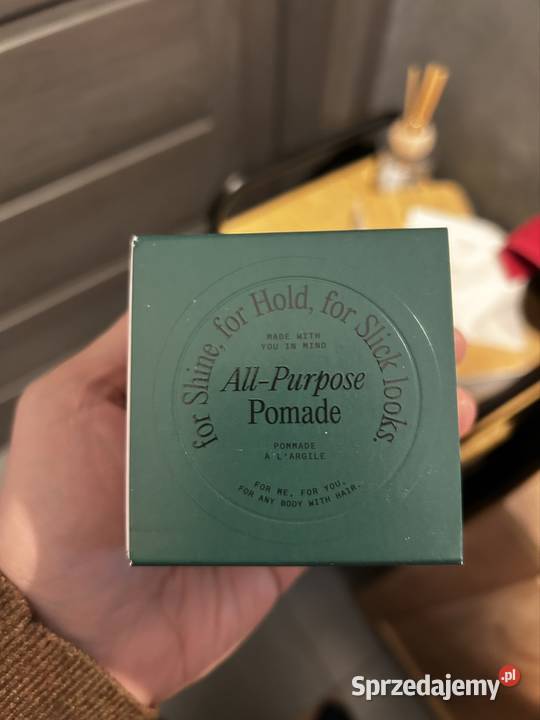 for Shine, for Hold, for Slick looks.
MADE WITH
YOU IN MIND
All-Purpose
Pomade
POMMADE
À L'ARGILE
FOR ME, FOR YOU,
FOR ANY BODY WITH HAIR.
Sprzedajemy.pl